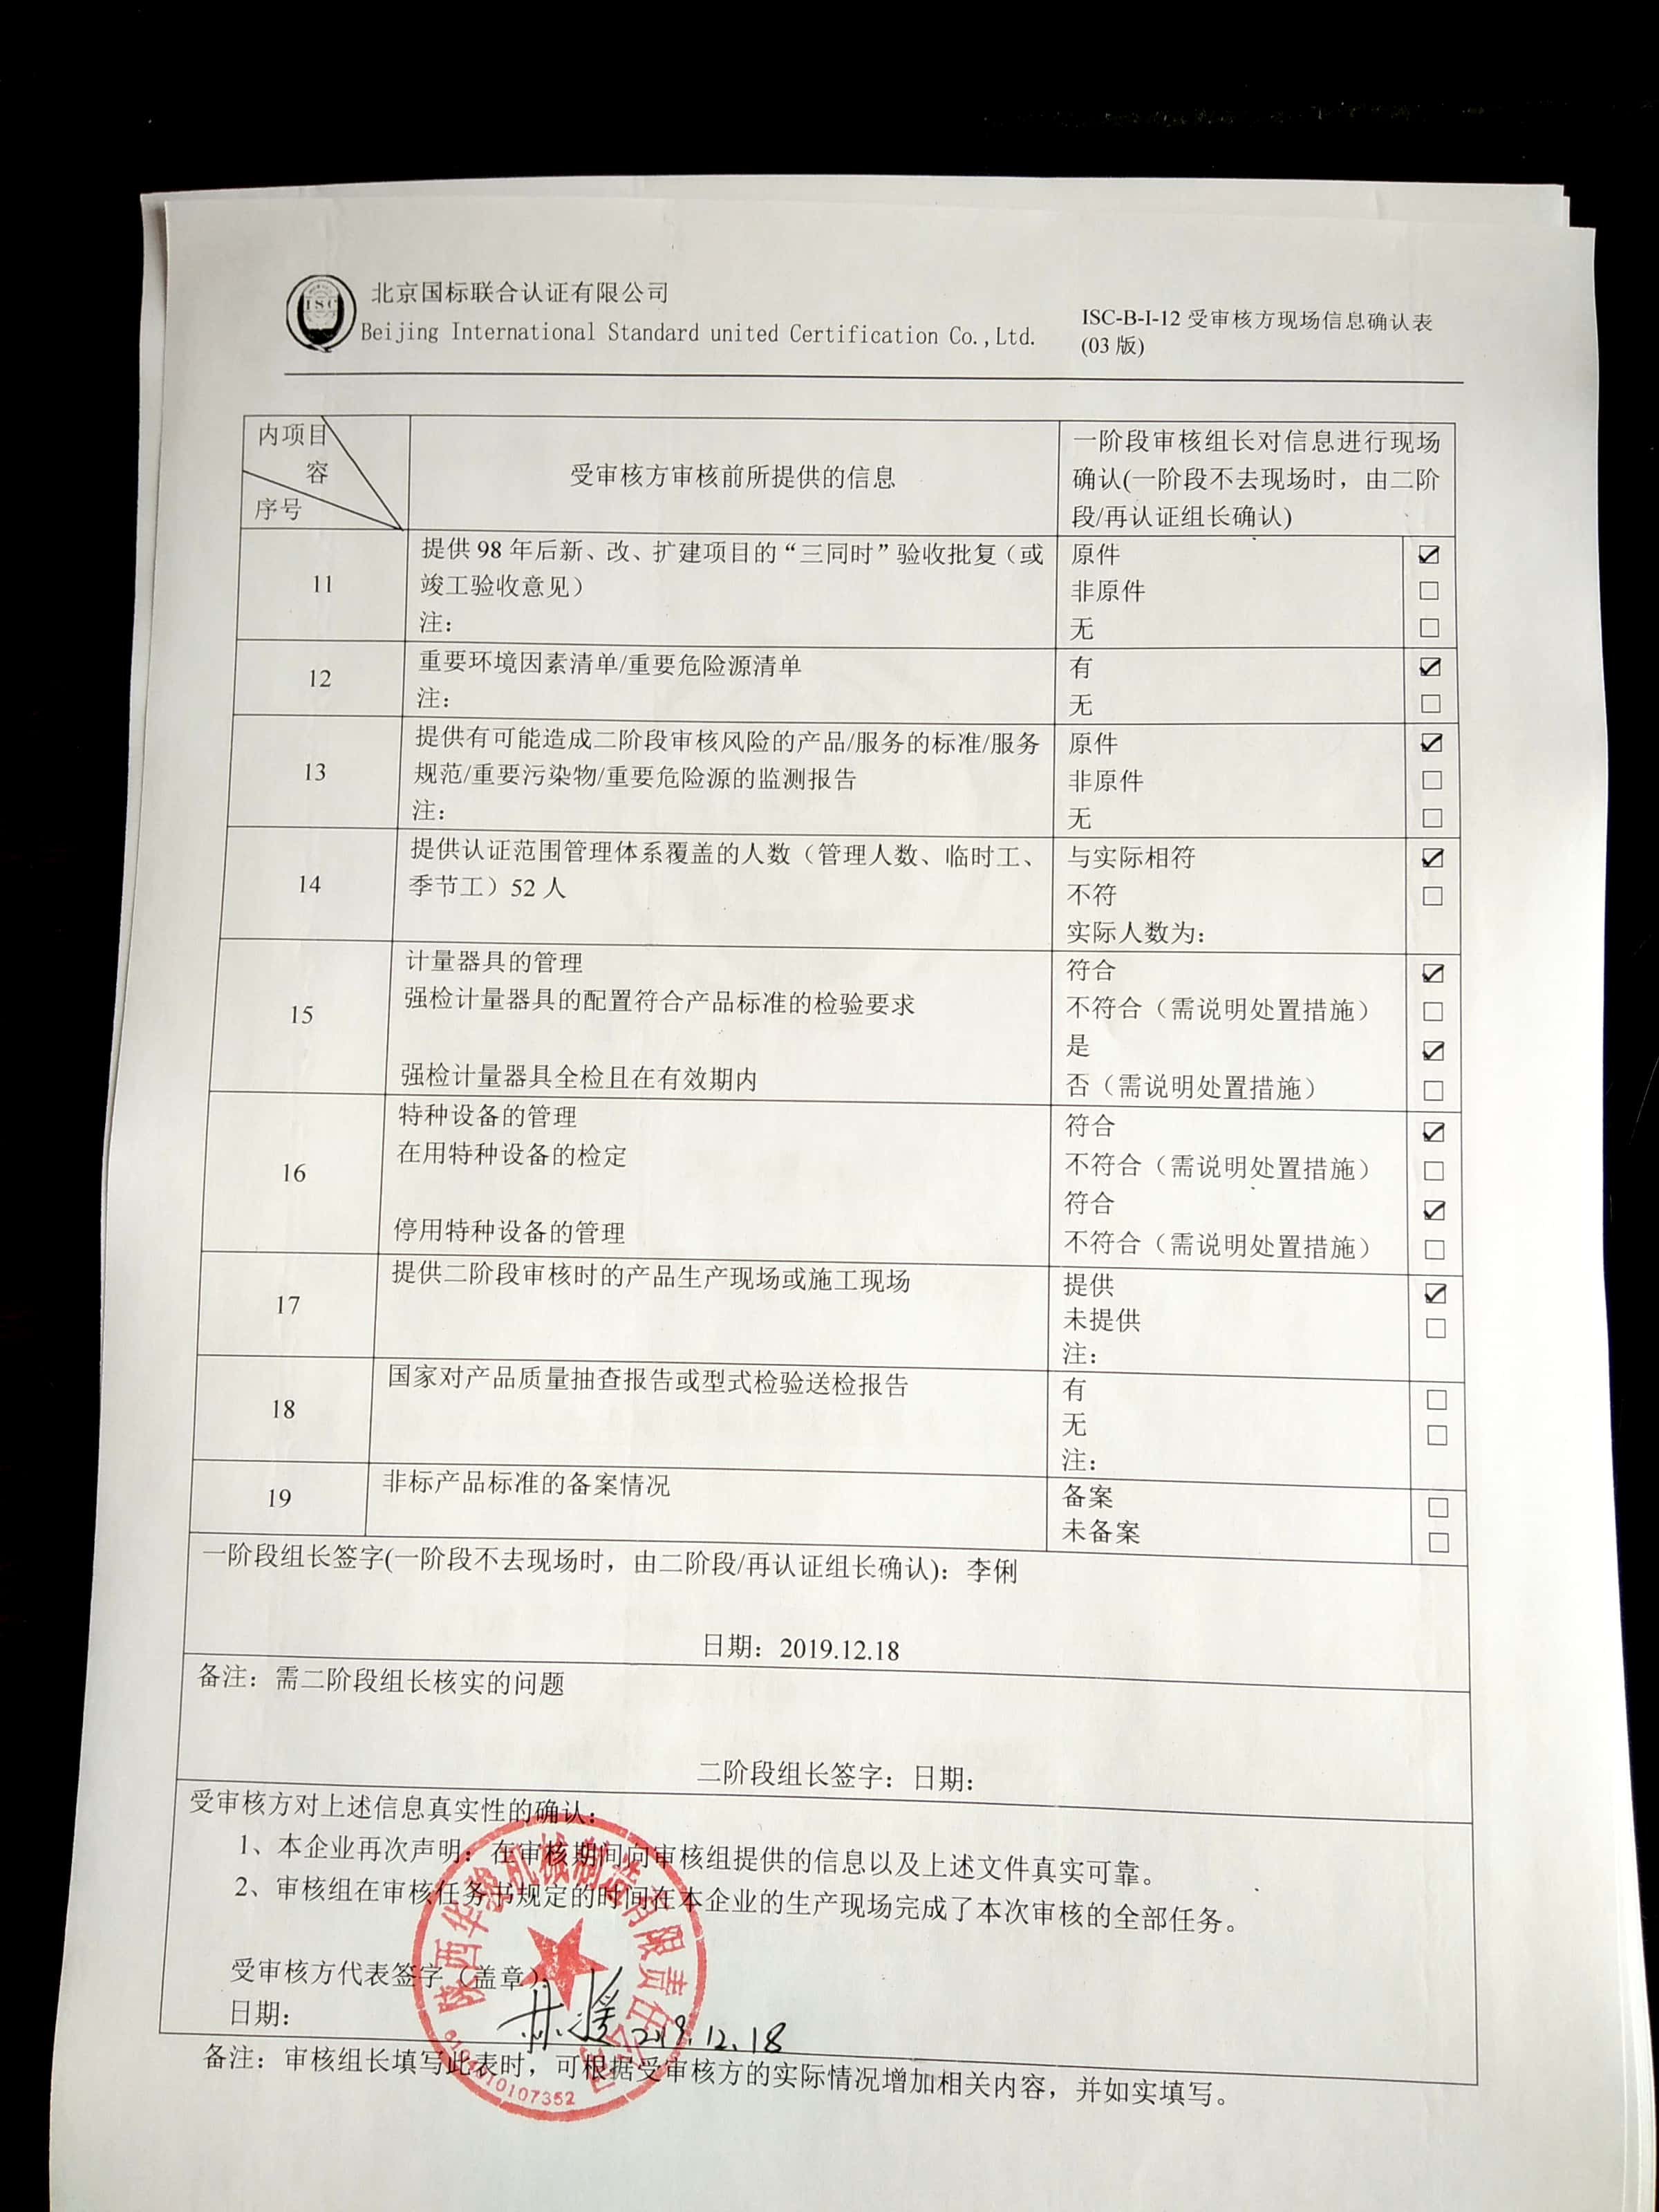 ISC
北京国标联合认证有限公司
Beijing International Standard united Certification Co.,Ltd.
ISC-B-I-12 受审核方现场信息确认表
(03 版)
内项目
容
序号
受审核方审核前所提供的信息
一阶段审核组长对信息进行现场
确认(一阶段不去现场时，由二阶
段/再认证组长确认)
11
提供 98 年后新、改、扩建项目的“三同时”验收批复（或
竣工验收意见）
注：
原件 ☑
非原件 □
无 □
12
重要环境因素清单/重要危险源清单
注：
有 ☑
无 □
13
提供有可能造成二阶段审核风险的产品/服务的标准/服务
规范/重要污染物/重要危险源的监测报告
注：
原件 ☑
非原件 □
无 □
14
提供认证范围管理体系覆盖的人数（管理人数、临时工、
季节工）52 人
与实际相符 ☑
不符 □
实际人数为:
15
计量器具的管理
强检计量器具的配置符合产品标准的检验要求
强检计量器具全检且在有效期内
符合 ☑
不符合（需说明处置措施） □
是 ☑
否（需说明处置措施） □
16
特种设备的管理
在用特种设备的检定
停用特种设备的管理
符合 ☑
不符合（需说明处置措施） □
符合 ☑
不符合（需说明处置措施） □
17
提供二阶段审核时的产品生产现场或施工现场
提供 ☑
未提供 □
注：
18
国家对产品质量抽查报告或型式检验送检报告
有 □
无 □
注：
19
非标产品标准的备案情况
备案 □
未备案 □
一阶段组长签字(一阶段不去现场时，由二阶段/再认证组长确认)：李俐
日期：2019.12.18
备注：需二阶段组长核实的问题
二阶段组长签字：日期：
受审核方对上述信息真实性的确认：
1、本企业再次声明：在审核期间向审核组提供的信息以及上述文件真实可靠。
2、审核组在审核任务书规定的时间在本企业的生产现场完成了本次审核的全部任务。
受审核方代表签字（盖章）：
日期：
2019.12.18
陕西华骏机械制造有限责任公司
备注：审核组长填写此表时，可根据受审核方的实际情况增加相关内容，并如实填写。